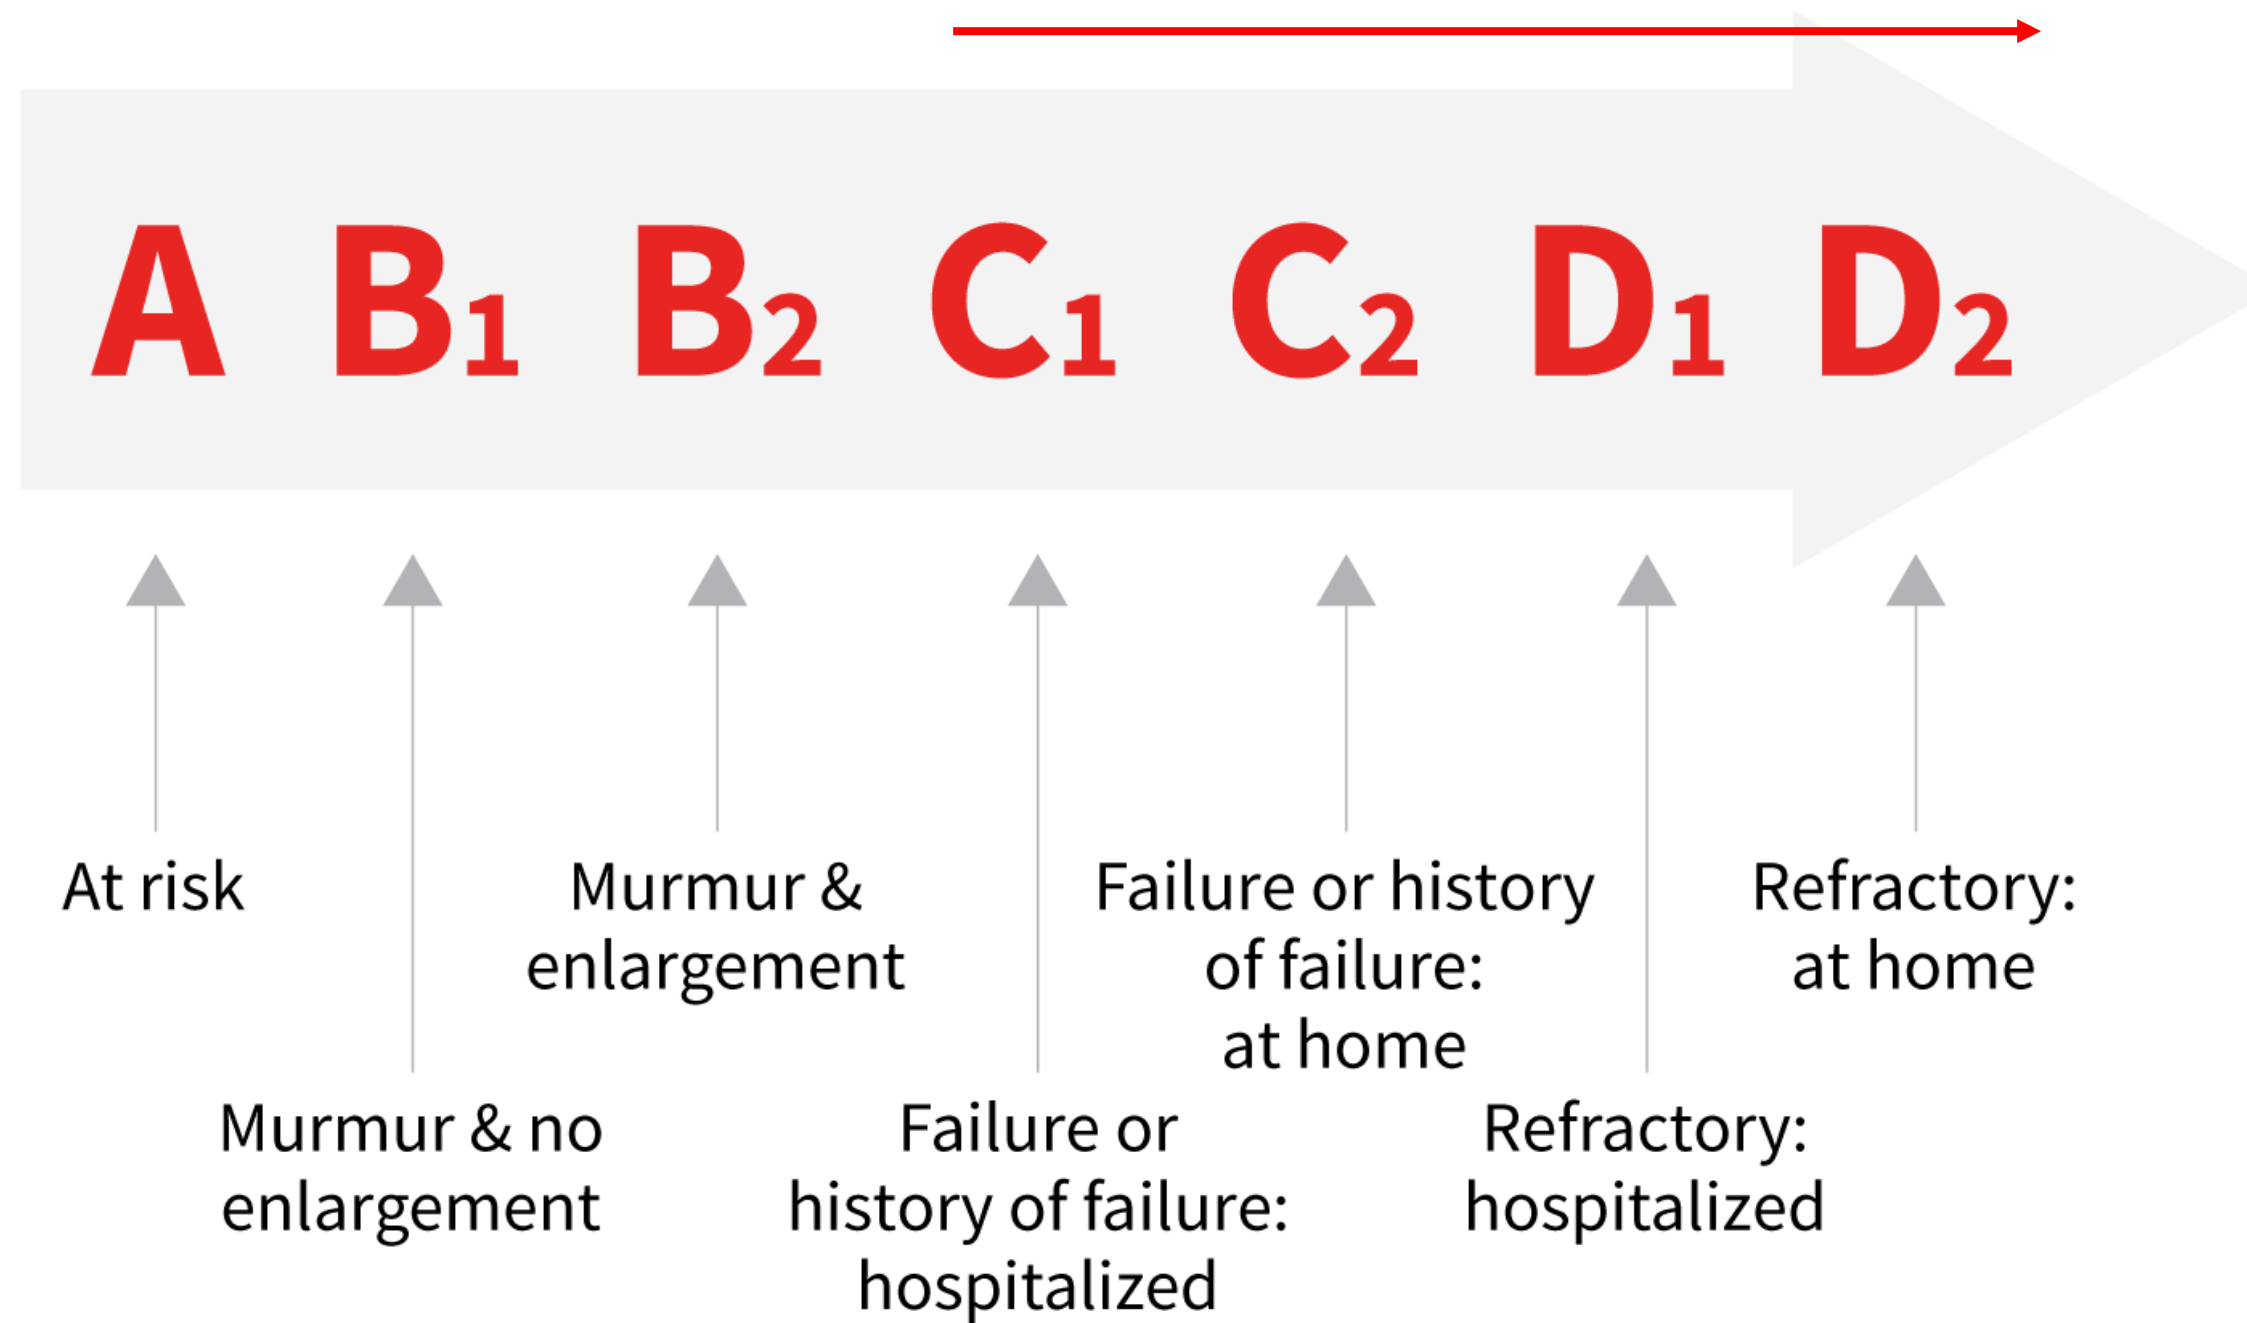 A B1 B2 C1 C2 D1 D2
At risk
Murmur & no
enlargement
Murmur &
enlargement
Failure or
history of failure:
hospitalized
Failure or history
of failure:
at home
Refractory:
hospitalized
Refractory:
at home